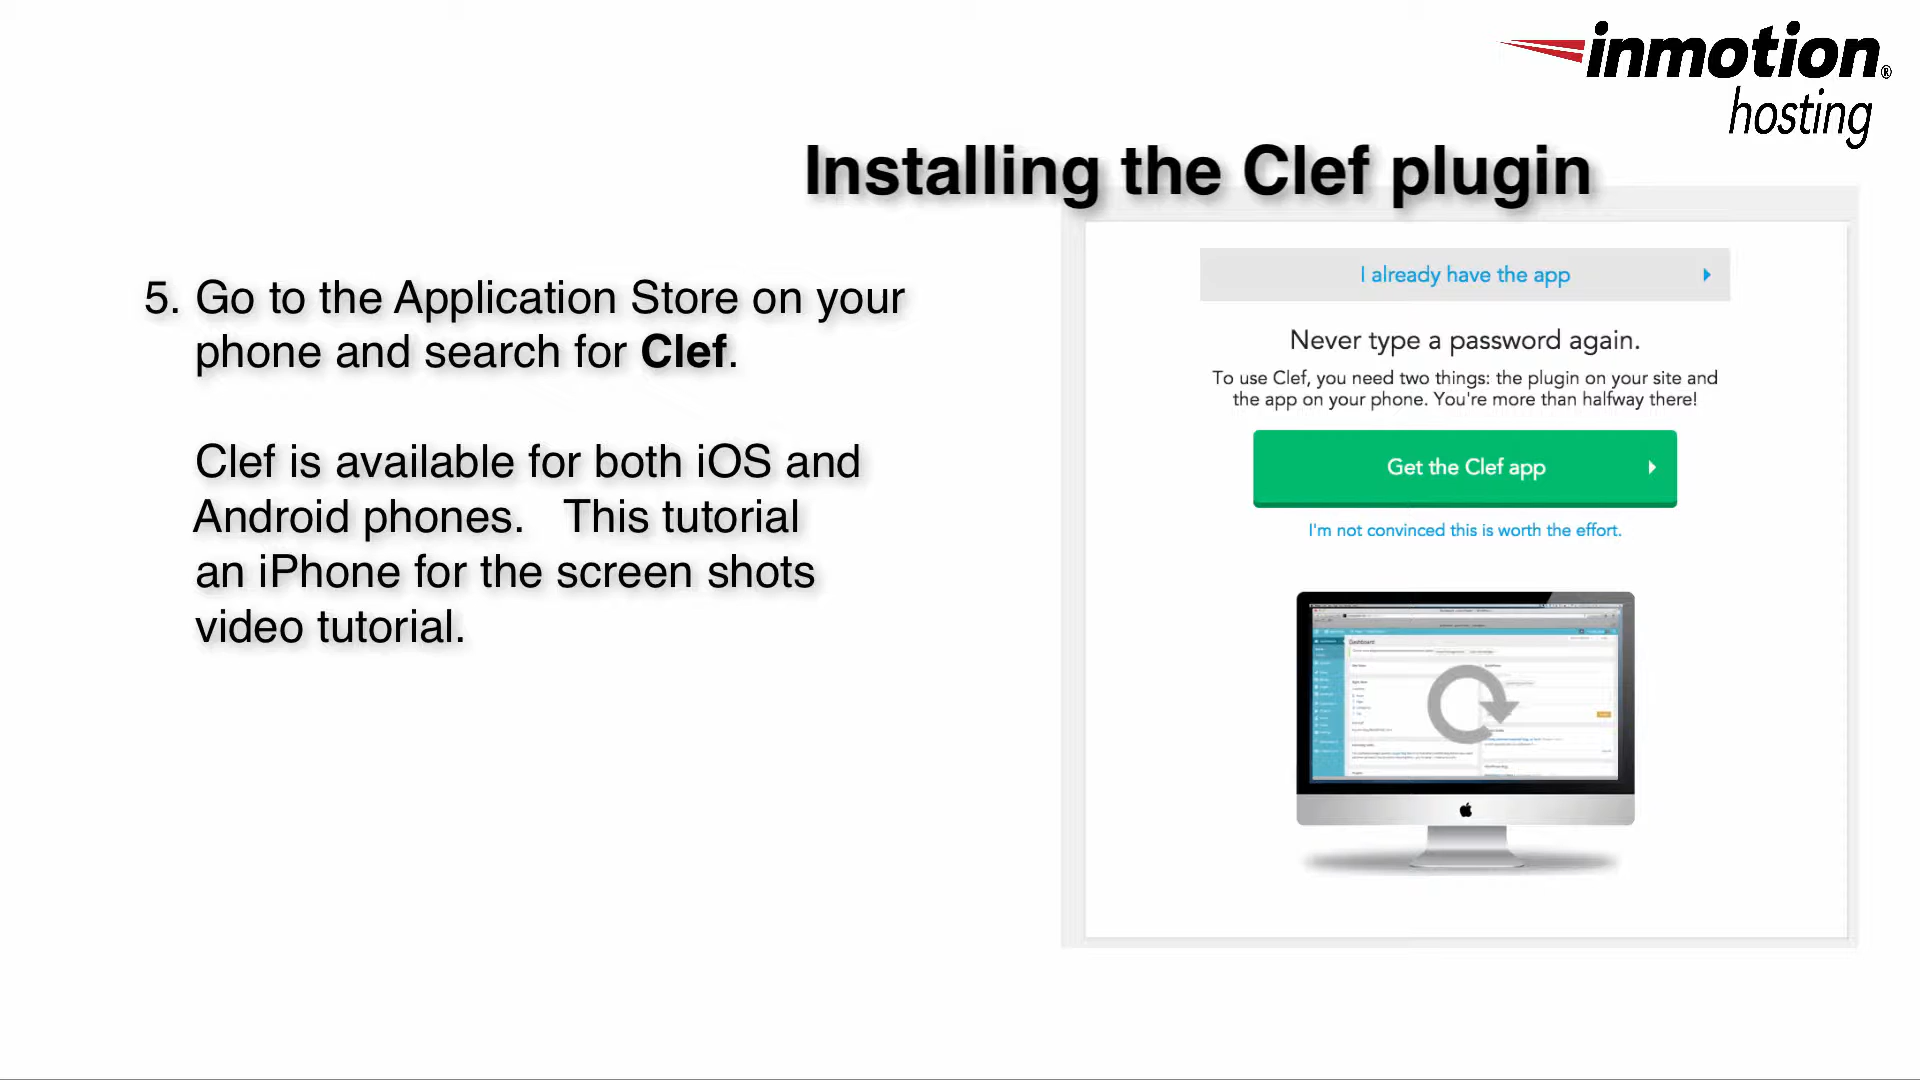 inmotion®
hosting
Installing the Clef plugin
5. Go to the Application Store on your
phone and search for Clef.
Clef is available for both iOS and
Android phones. This tutorial
an iPhone for the screen shots
video tutorial.
I already have the app
Never type a password again.
To use Clef, you need two things: the plugin on your site and
the app on your phone. You're more than halfway there!
Get the Clef app
I'm not convinced this is worth the effort.
Dashboard